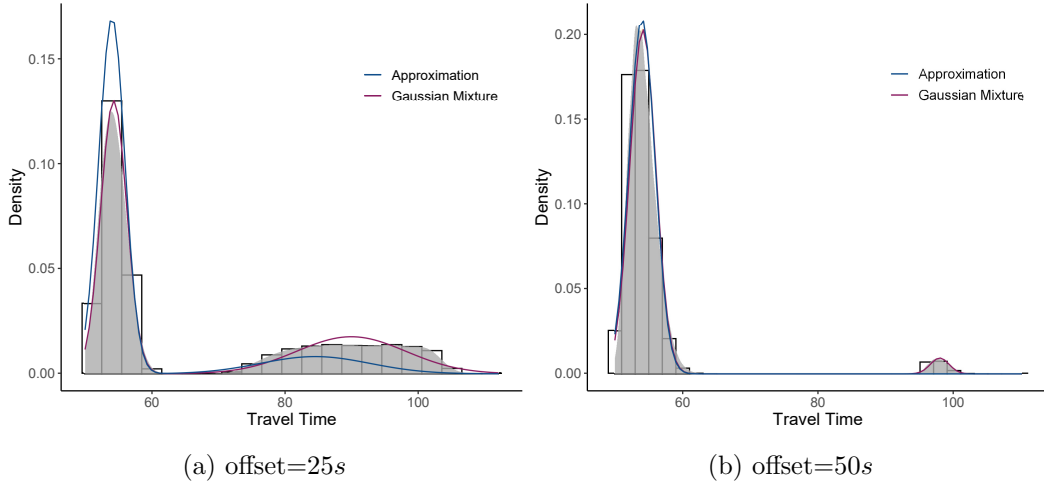 Density
0.15
0.10
0.05
0.00
60
80
100
Travel Time
Approximation
Gaussian Mixture
(a) offset=25s
Density
0.20
0.15
0.10
0.05
0.00
60
80
100
Travel Time
Approximation
Gaussian Mixture
(b) offset=50s